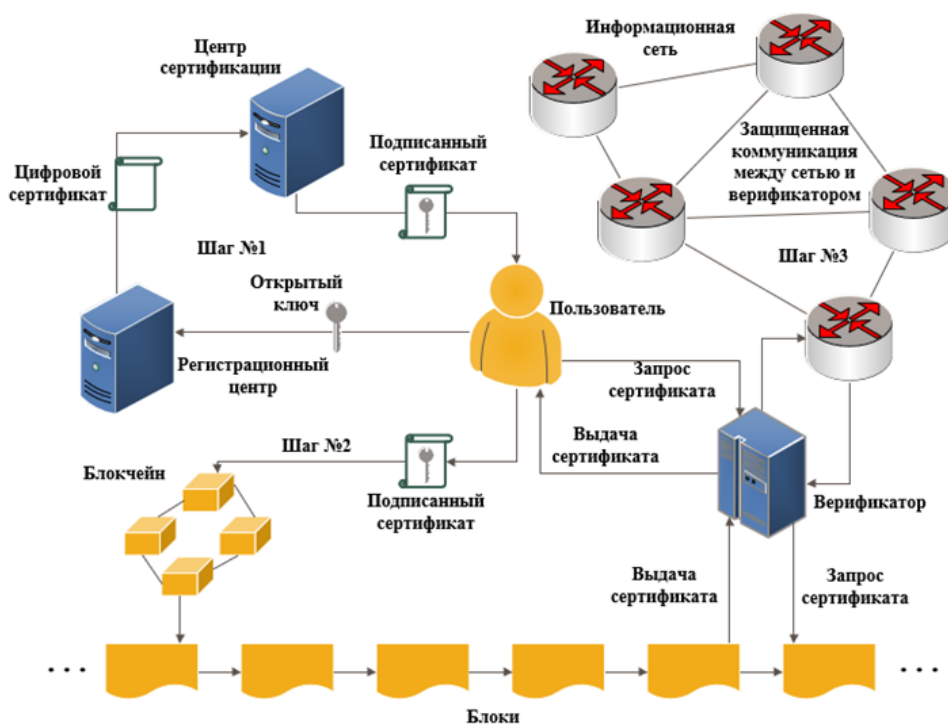 Информационная
сеть
Центр
сертификации
Подписанный
сертификат
Защищенная
коммуникация
между сетью и
верификатором
Цифровой
сертификат
Шаг №1
Шаг №3
Открытый
ключ
Пользователь
Регистрационный
центр
Запрос
сертификата
Шаг №2
Выдача
сертификата
Блокчейн
Подписанный
сертификат
Верификатор
Выдача
сертификата
Запрос
сертификата
...
...
Блоки